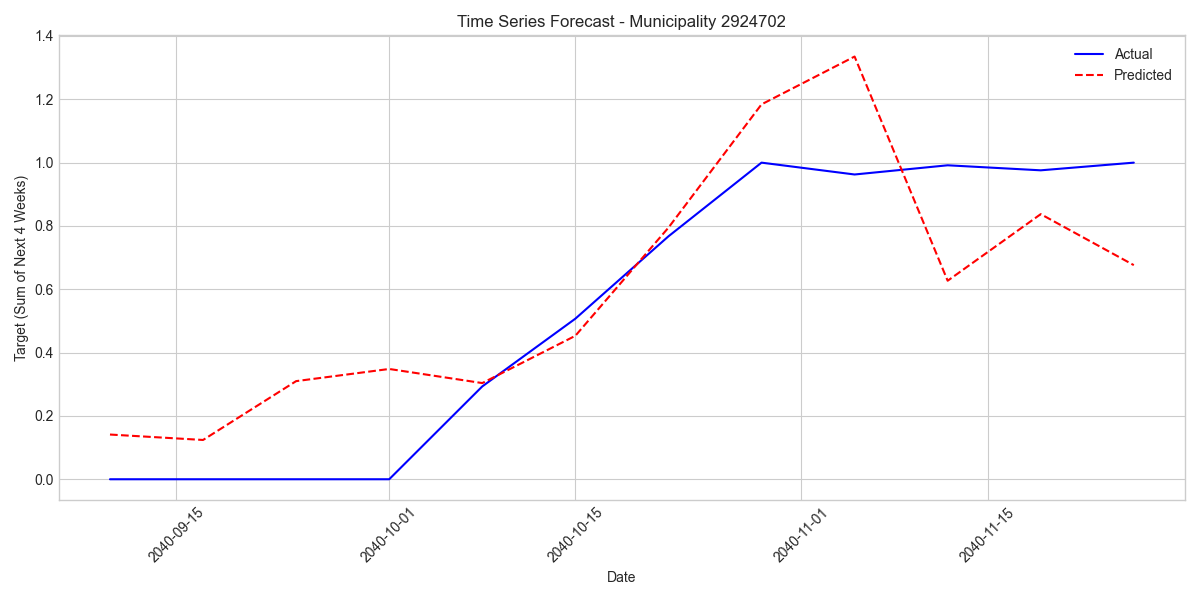 Time Series Forecast - Municipality 2924702
Actual
Predicted
Target (Sum of Next 4 Weeks)
1.4
1.2
1.0
0.8
0.6
0.4
0.2
0.0
2040-09-15
2040-10-01
2040-10-15
2040-11-01
2040-11-15
Date